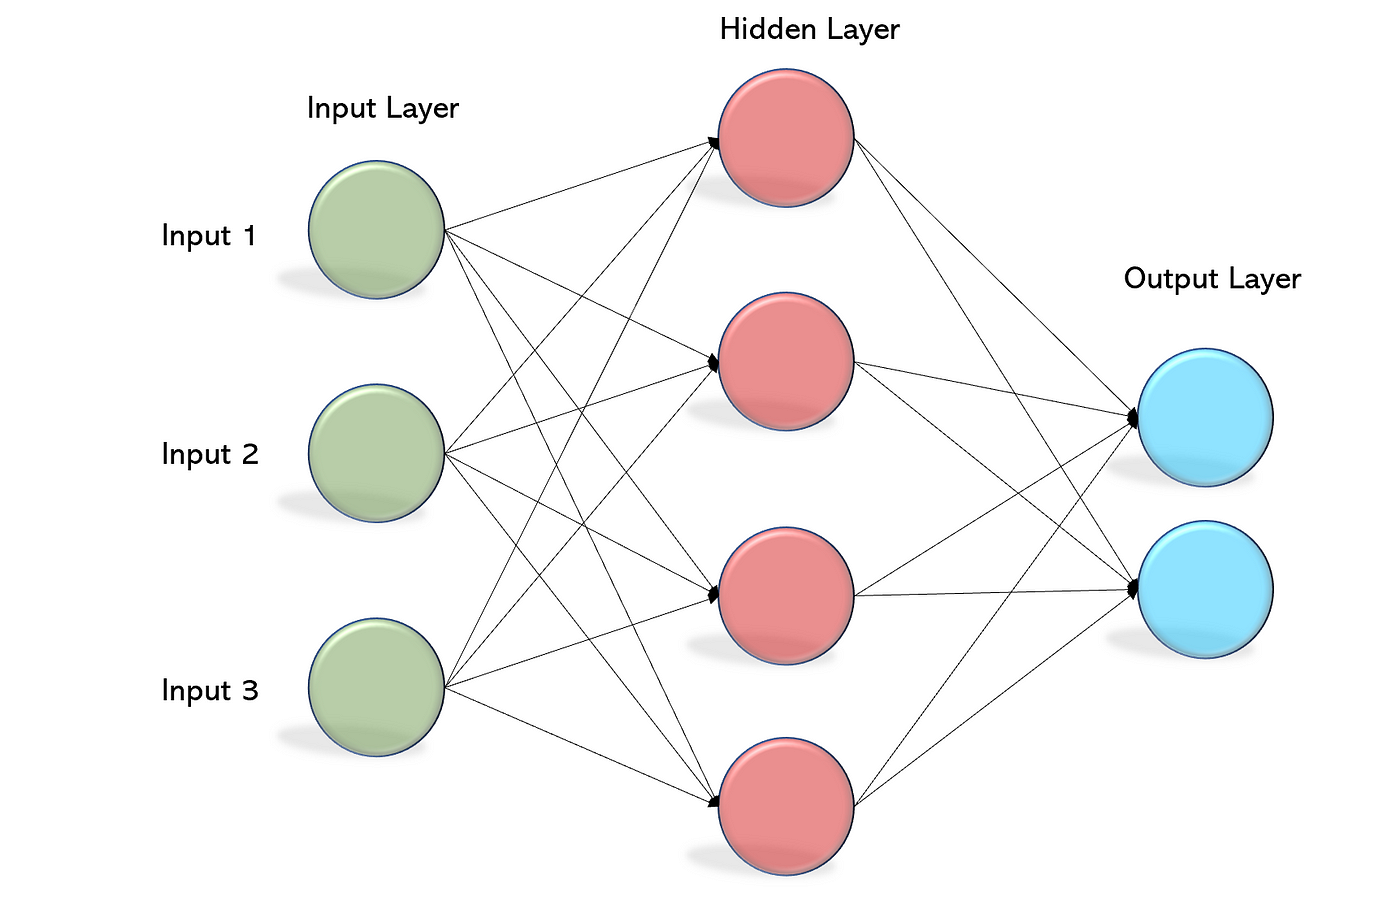 Hidden Layer
Input Layer
Input 1
Output Layer
Input 2
Input 3